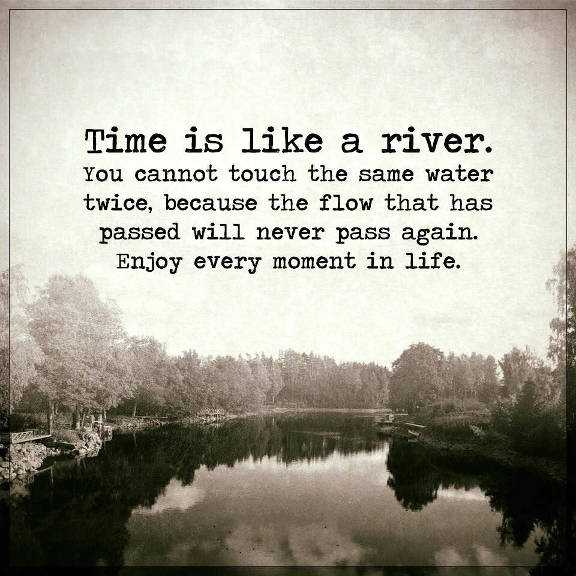 Time is like a river.
You cannot touch the same water
twice, because the flow that has
passed will never pass again.
Enjoy every moment in life.